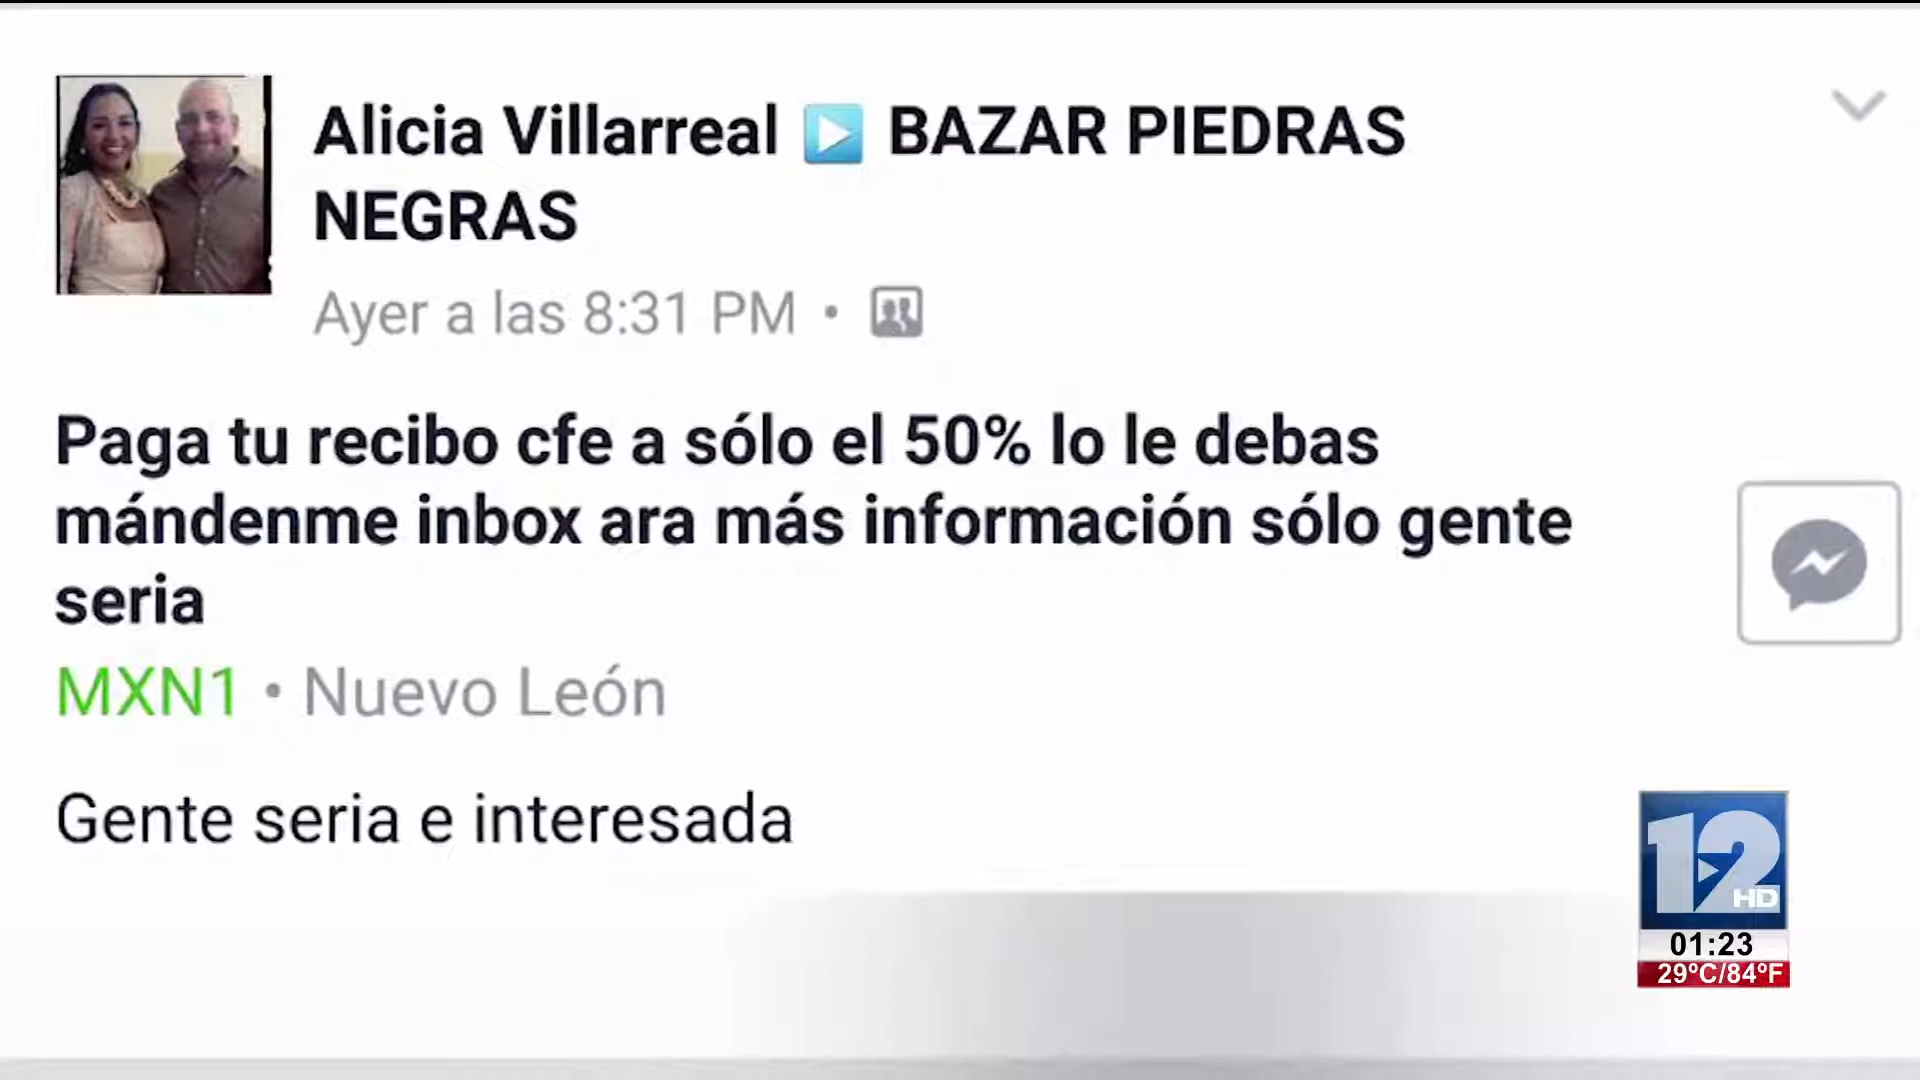 Alicia Villarreal ▶ BAZAR PIEDRAS
NEGRAS
Ayer a las 8:31 PM •
Paga tu recibo cfe a sólo el 50% lo le debas
mándenme inbox ara más información sólo gente
seria
MXN1 • Nuevo León
Gente seria e interesada
12
HD
01:23
29ºC/84ºF